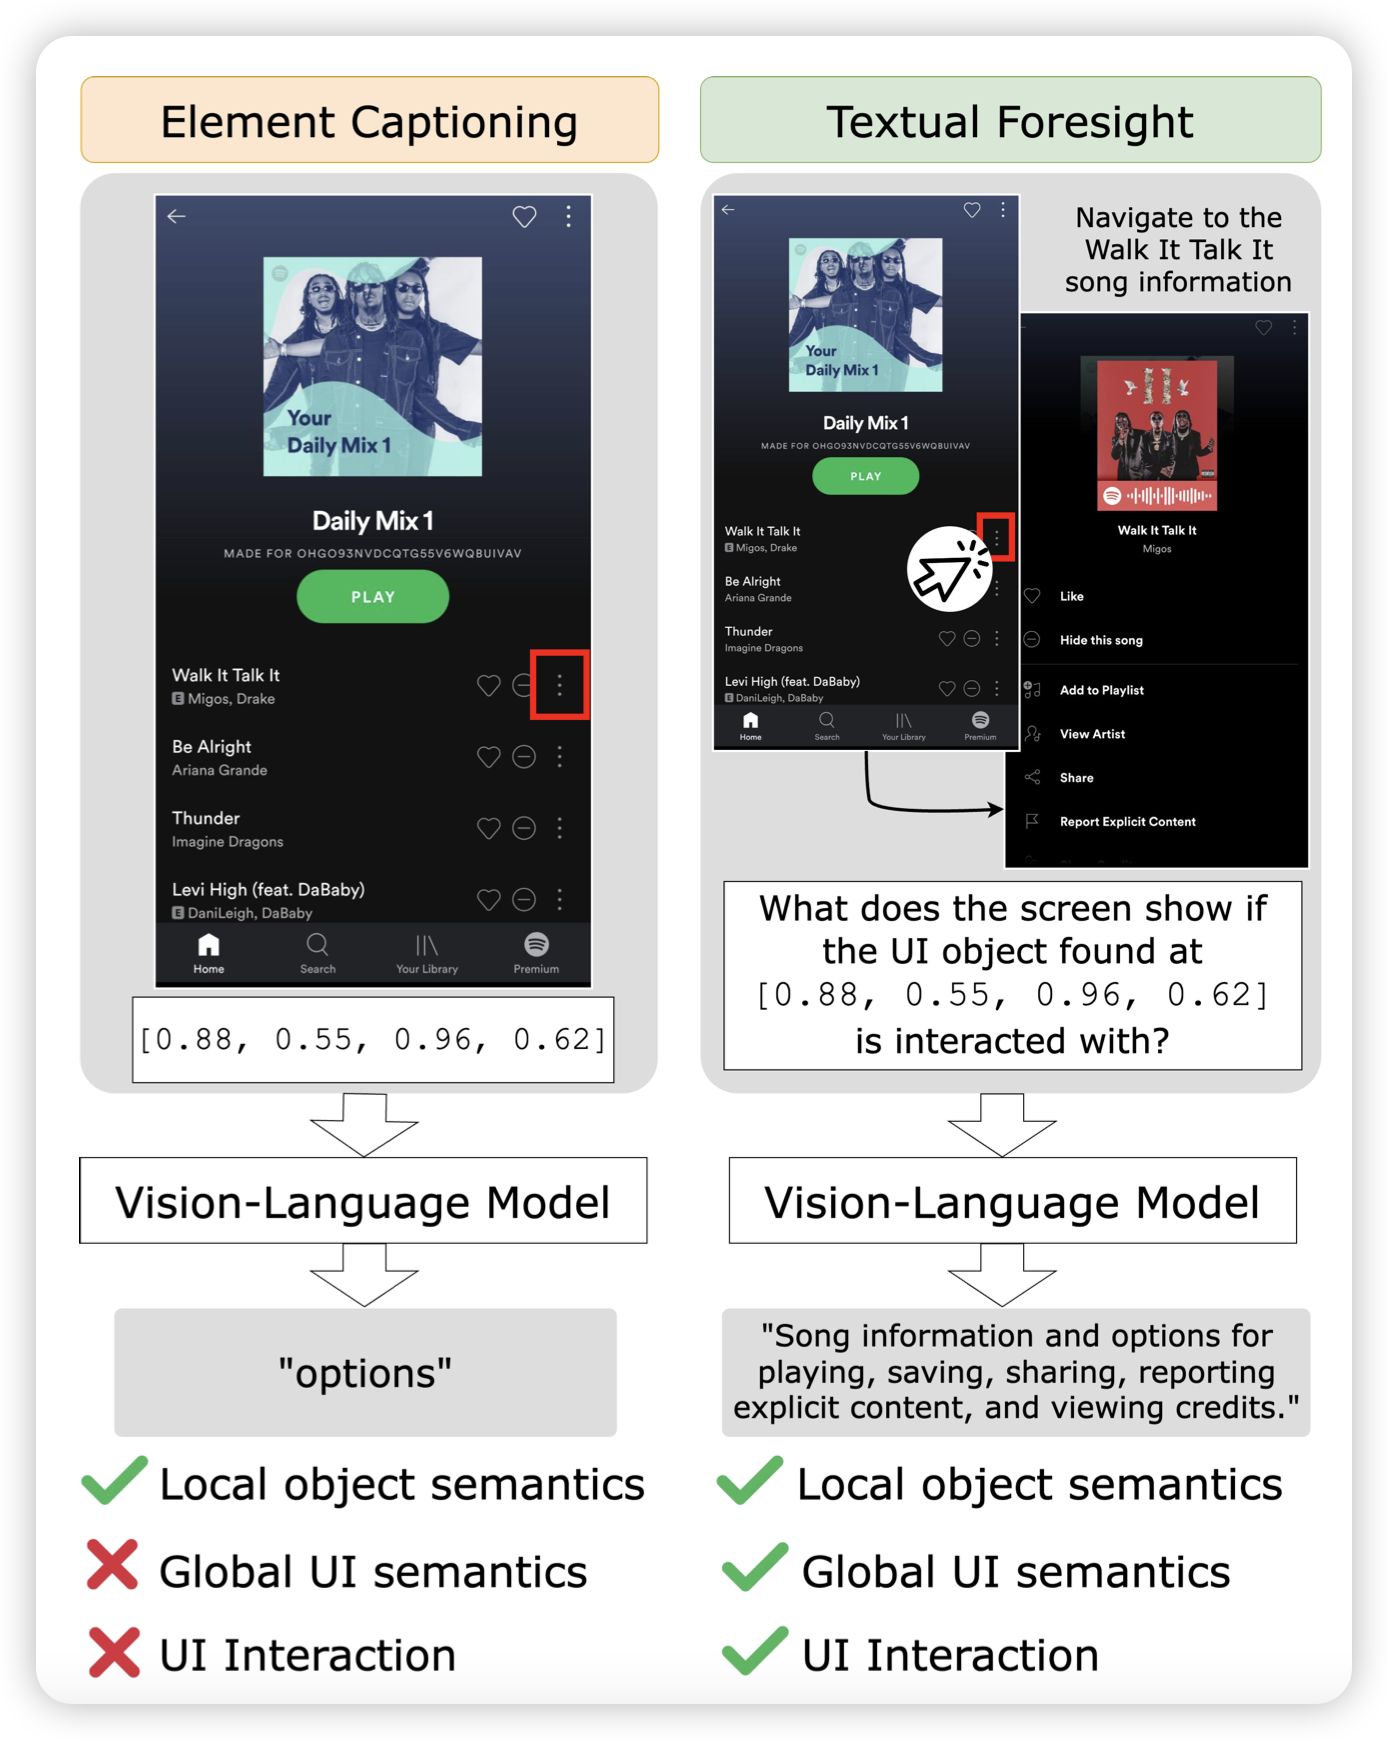 Element Captioning
Your
Daily Mix 1
Daily Mix 1
MADE FOR OHGO93NVDCQTG55V6WQBUIVAV
PLAY
Walk It Talk It
E Migos, Drake
Be Alright
Ariana Grande
Thunder
Imagine Dragons
Levi High (feat. DaBaby)
E DaniLeigh, DaBaby
Home Search Your Library Premium
[0.88, 0.55, 0.96, 0.62]
Vision-Language Model
"options"
Local object semantics
Global UI semantics
UI Interaction
Textual Foresight
Your
Daily Mix 1
Daily Mix 1
MADE FOR OHGO93NVDCQTG55V6WQBUIVAV
PLAY
Walk It Talk It
E Migos, Drake
Be Alright
Ariana Grande
Thunder
Imagine Dragons
Levi High (feat. DaBaby)
E DaniLeigh, DaBaby
Home Search Your Library Premium
Navigate to the
Walk It Talk It
song information
Walk It Talk It
Migos
Like
Hide this song
Add to Playlist
View Artist
Share
Report Explicit Content
What does the screen show if
the UI object found at
[0.88, 0.55, 0.96, 0.62]
is interacted with?
Vision-Language Model
"Song information and options for
playing, saving, sharing, reporting
explicit content, and viewing credits."
Local object semantics
Global UI semantics
UI Interaction